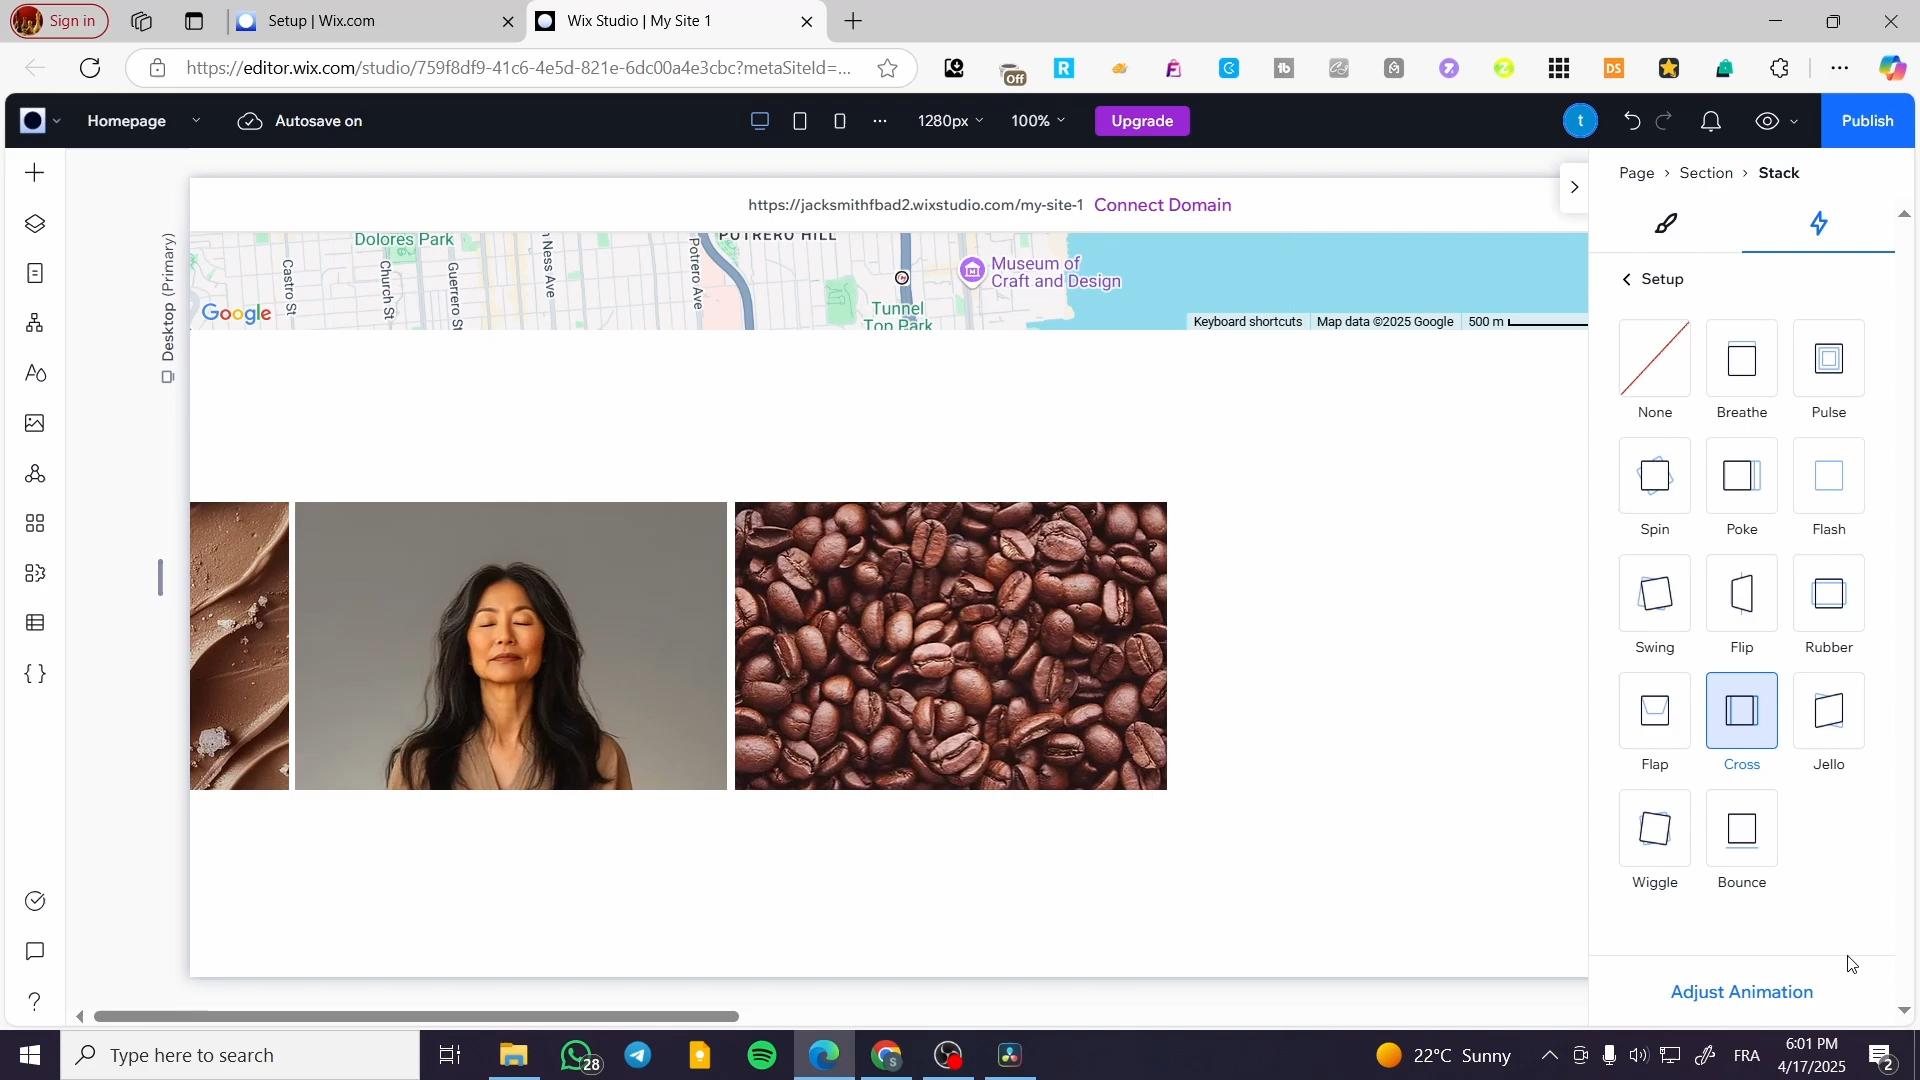 Sign in
Setup | Wix.com
Wix Studio | My Site 1
https://editor.wix.com/studio/759f8df9-41c6-4e5d-821e-6dc00a4e3cbc?metaSiteId=...
Off
DS
Homepage
Autosave on
1280px
100%
Upgrade
t
Publish
Page > Section > Stack
https://jacksmithfbad2.wixstudio.com/my-site-1 Connect Domain
Desktop (Primary)
Dolores Park
Castro St
Church St
Guerrero St
n Ness Ave
Potrero Ave
POTRERO HILL
Museum of
Craft and Design
Tunnel
Top Park
Google
Keyboard shortcuts
Map data ©2025 Google
500 m
Setup
None
Breathe
Pulse
Spin
Poke
Flash
Swing
Flip
Rubber
Flap
Cross
Jello
Wiggle
Bounce
Adjust Animation
Type here to search
28
22°C Sunny
FRA
6:01 PM
4/17/2025
2